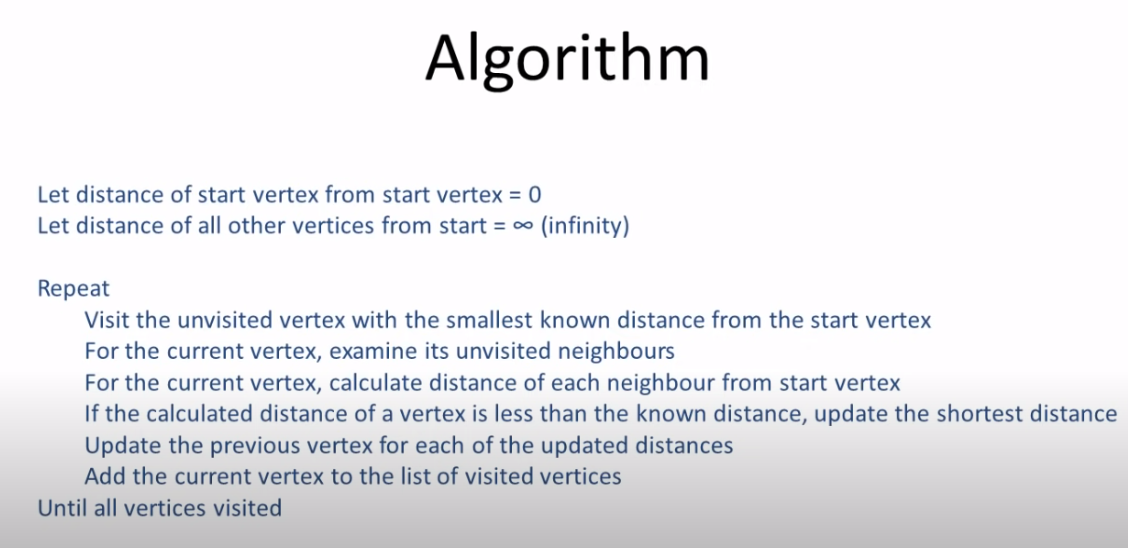 Algorithm
Let distance of start vertex from start vertex = 0
Let distance of all other vertices from start = ∞ (infinity)
Repeat
Visit the unvisited vertex with the smallest known distance from the start vertex
For the current vertex, examine its unvisited neighbours
For the current vertex, calculate distance of each neighbour from start vertex
If the calculated distance of a vertex is less than the known distance, update the shortest distance
Update the previous vertex for each of the updated distances
Add the current vertex to the list of visited vertices
Until all vertices visited